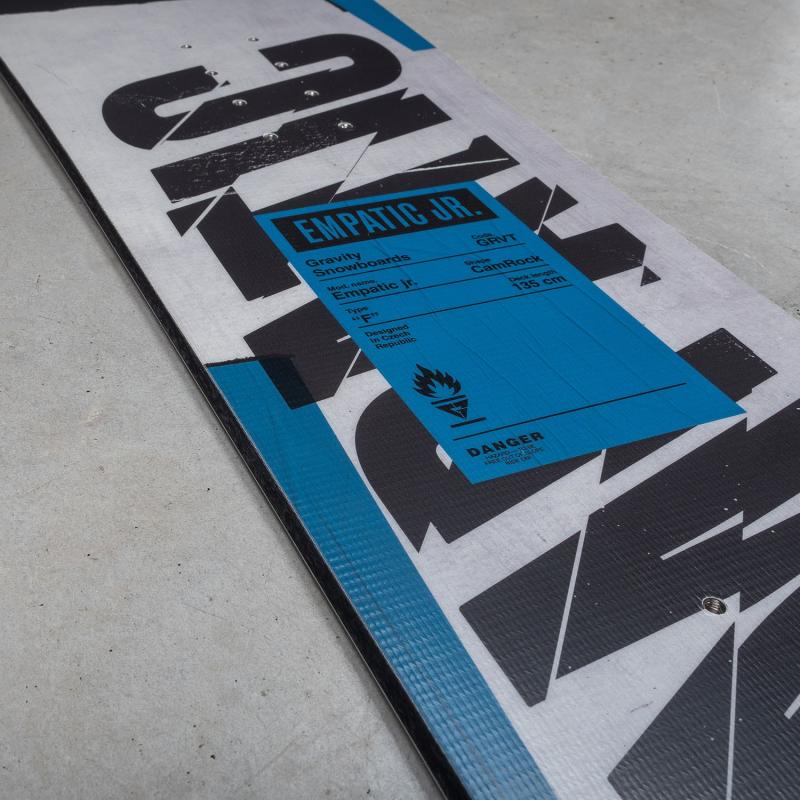 EMPATIC JR.
Gravity
Snowboards
Code
GRVT
Mod. name
Empatic jr.
Shape
CamRock
Type
“F”
Deck length
135 cm
Designed
in Czech
Republic
DANGER